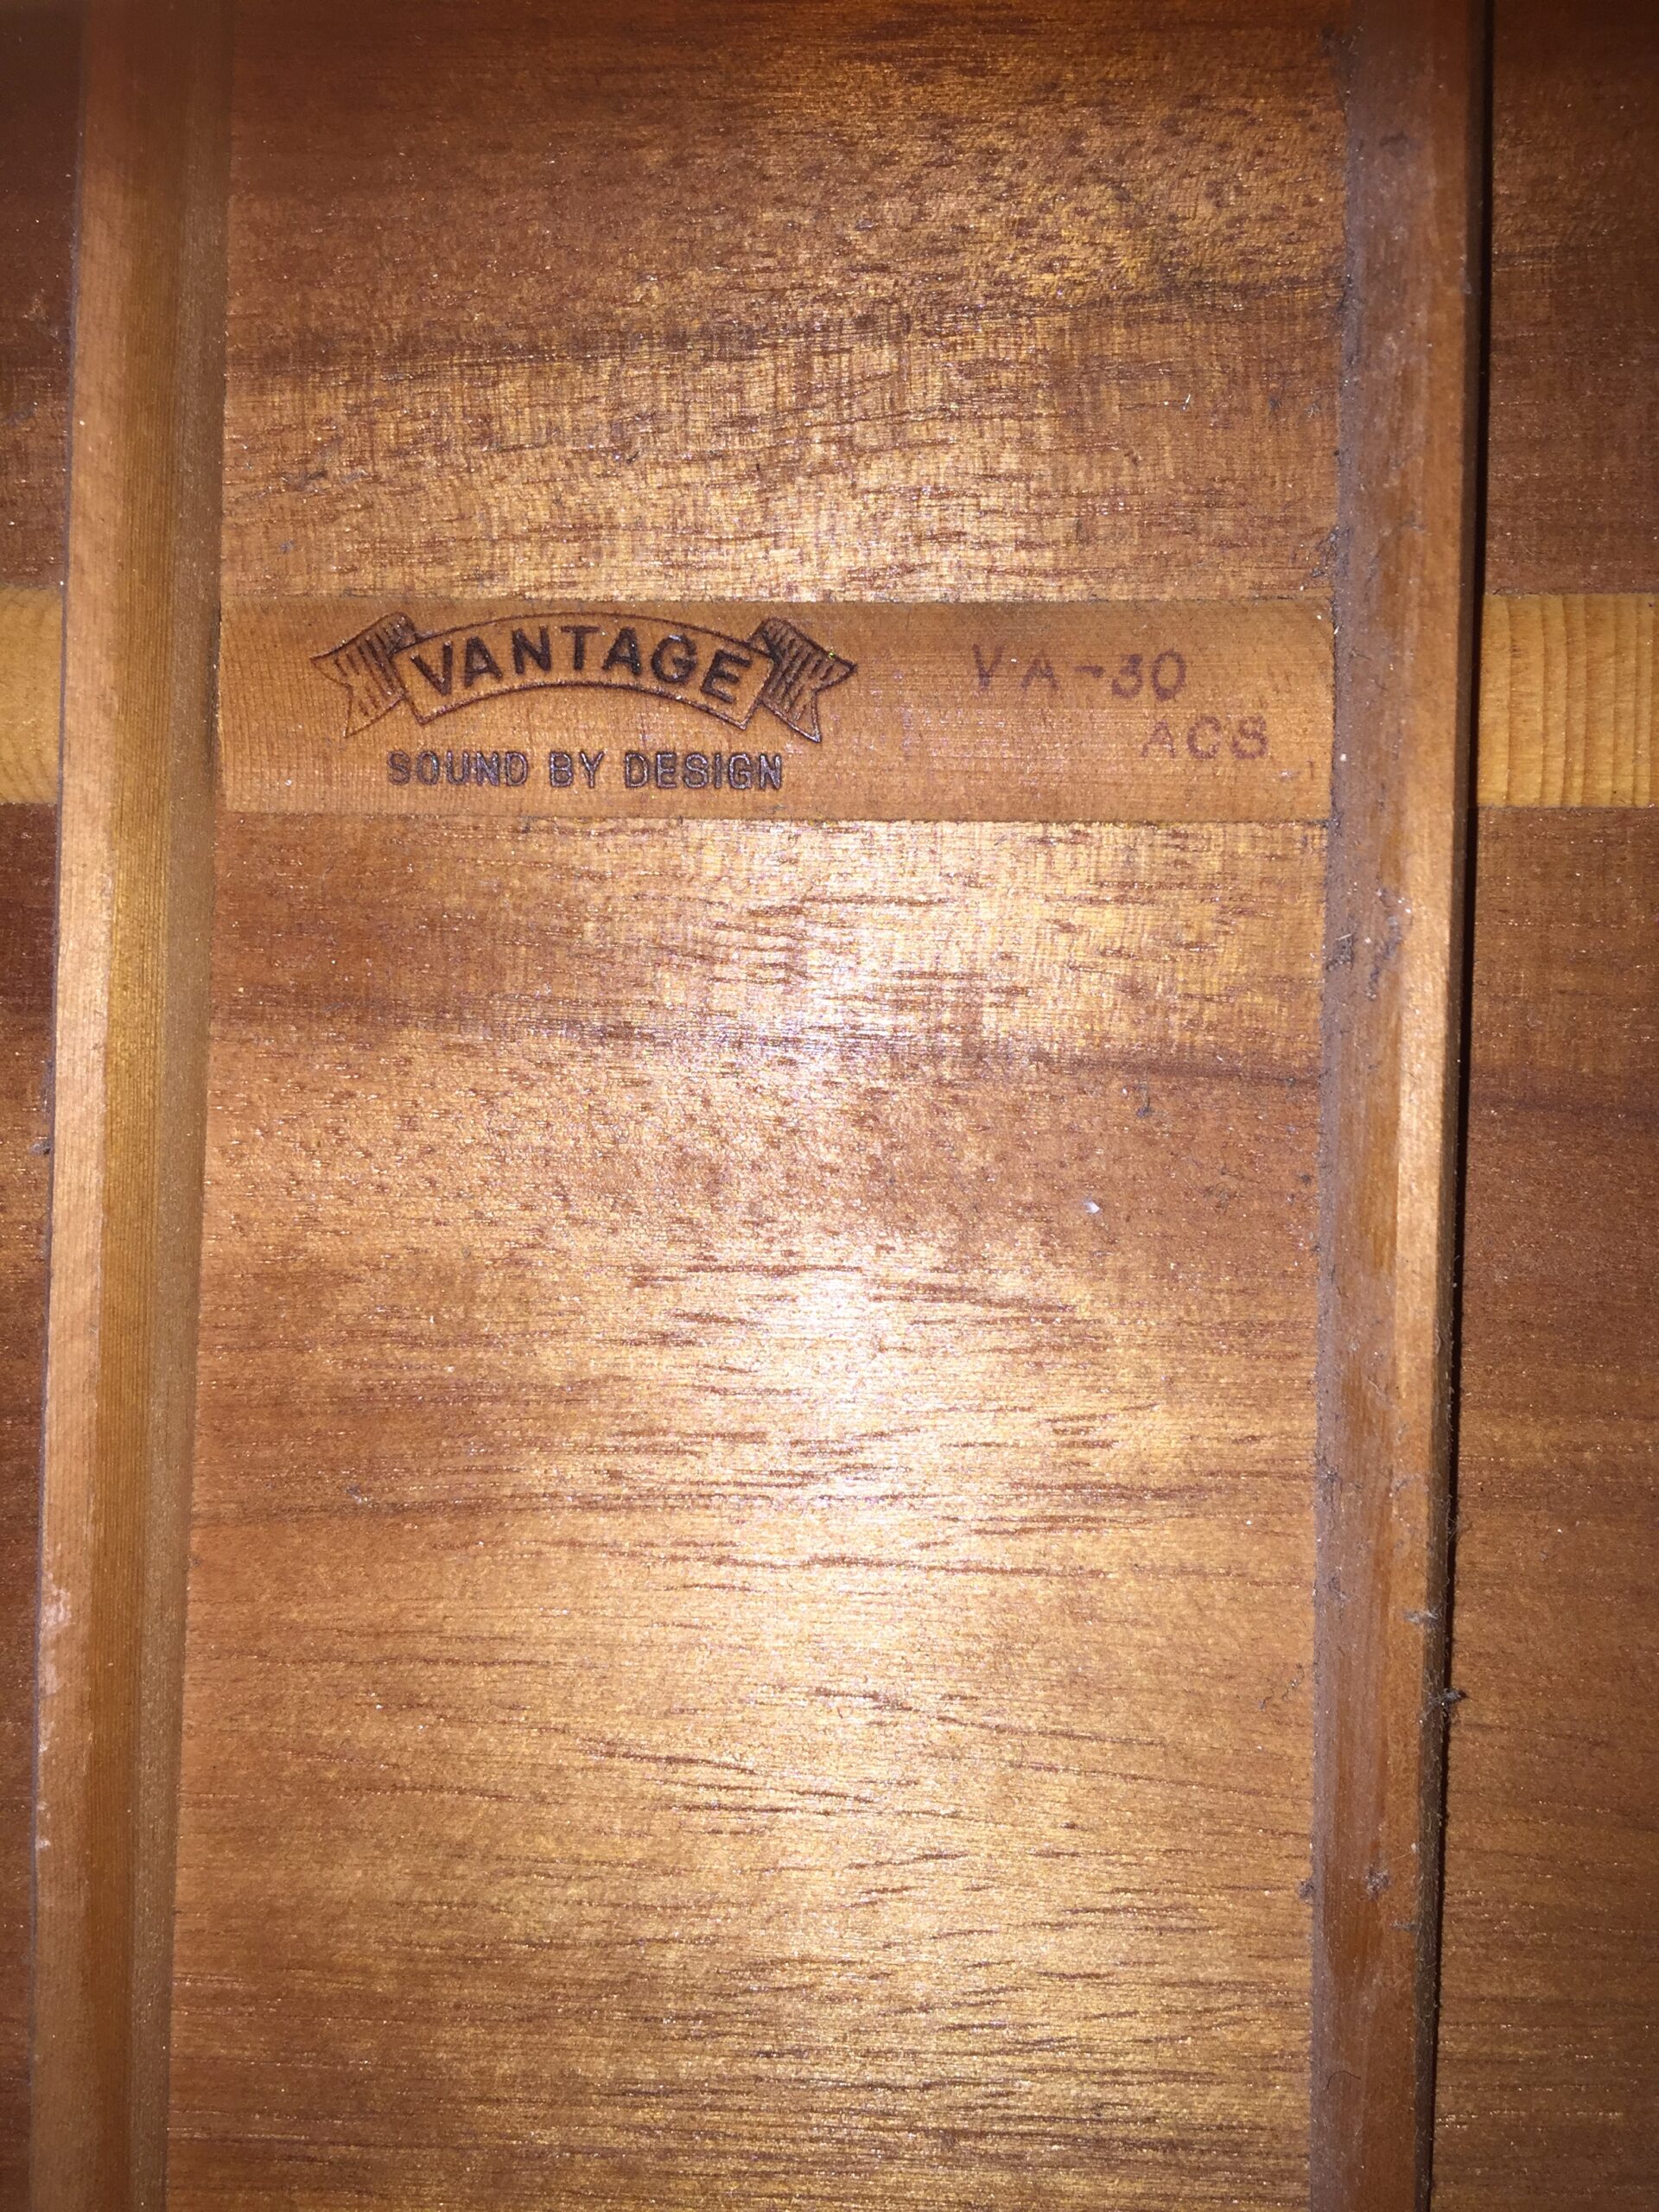 VANTAGE
SOUND BY DESIGN
VA-30
ACS